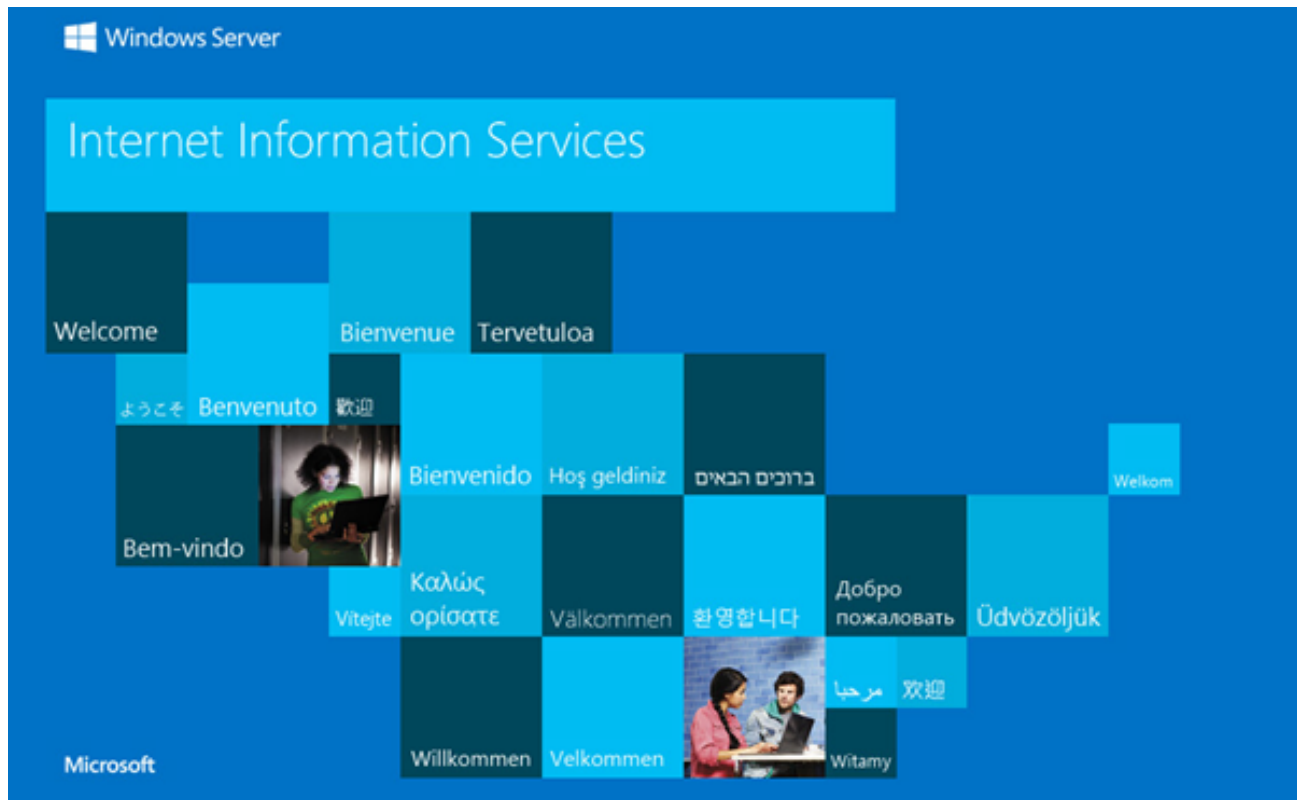 Windows Server
Internet Information Services
Welcome
Bienvenue
Tervetuloa
ようこそ
Benvenuto
歡迎
Bienvenido
Hoş geldiniz
ברוכים הבאים
Welkom
Bem-vindo
Vítejte
Καλώς
ορίσατε
Välkommen
환영합니다
Добро
пожаловать
Üdvözöljük
مرحبا
欢迎
Willkommen
Velkommen
Witamy
Microsoft